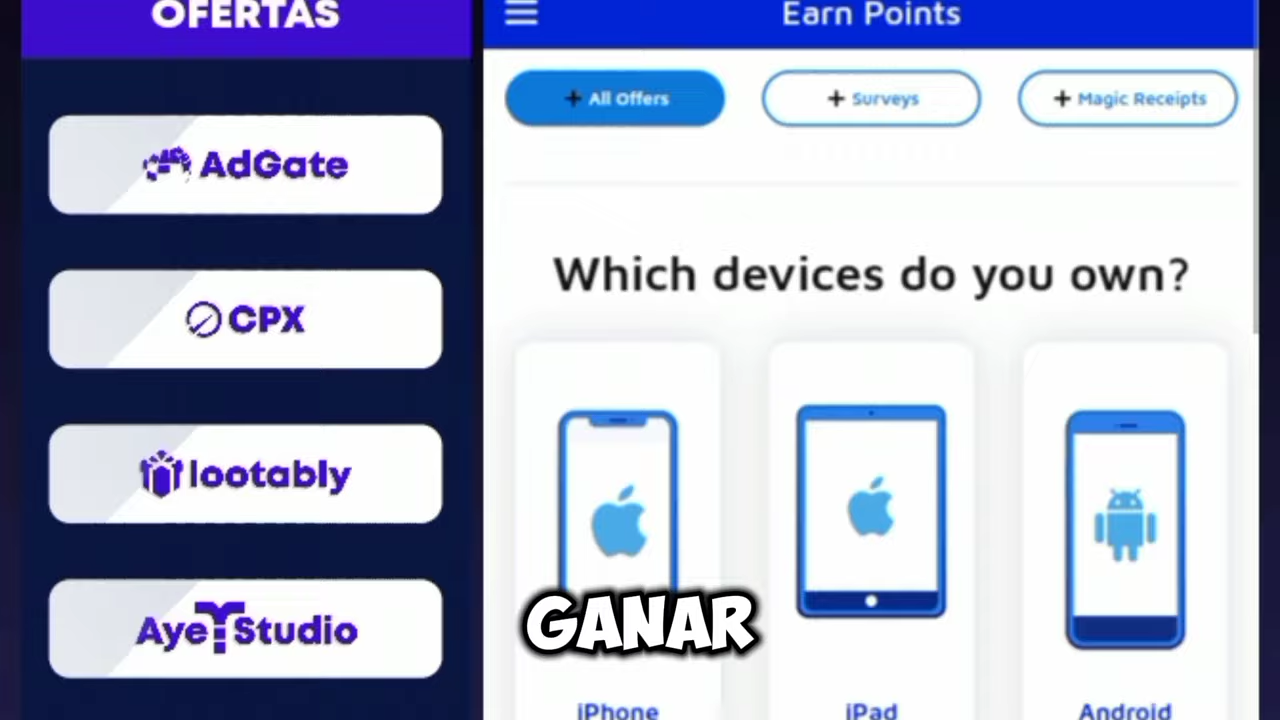 OFERTAS
AdGate
CPX
lootably
AyeTStudio
Earn Points
+ All Offers
+ Surveys
+ Magic Receipts
Which devices do you own?
iPhone
iPad
Android
GANAR